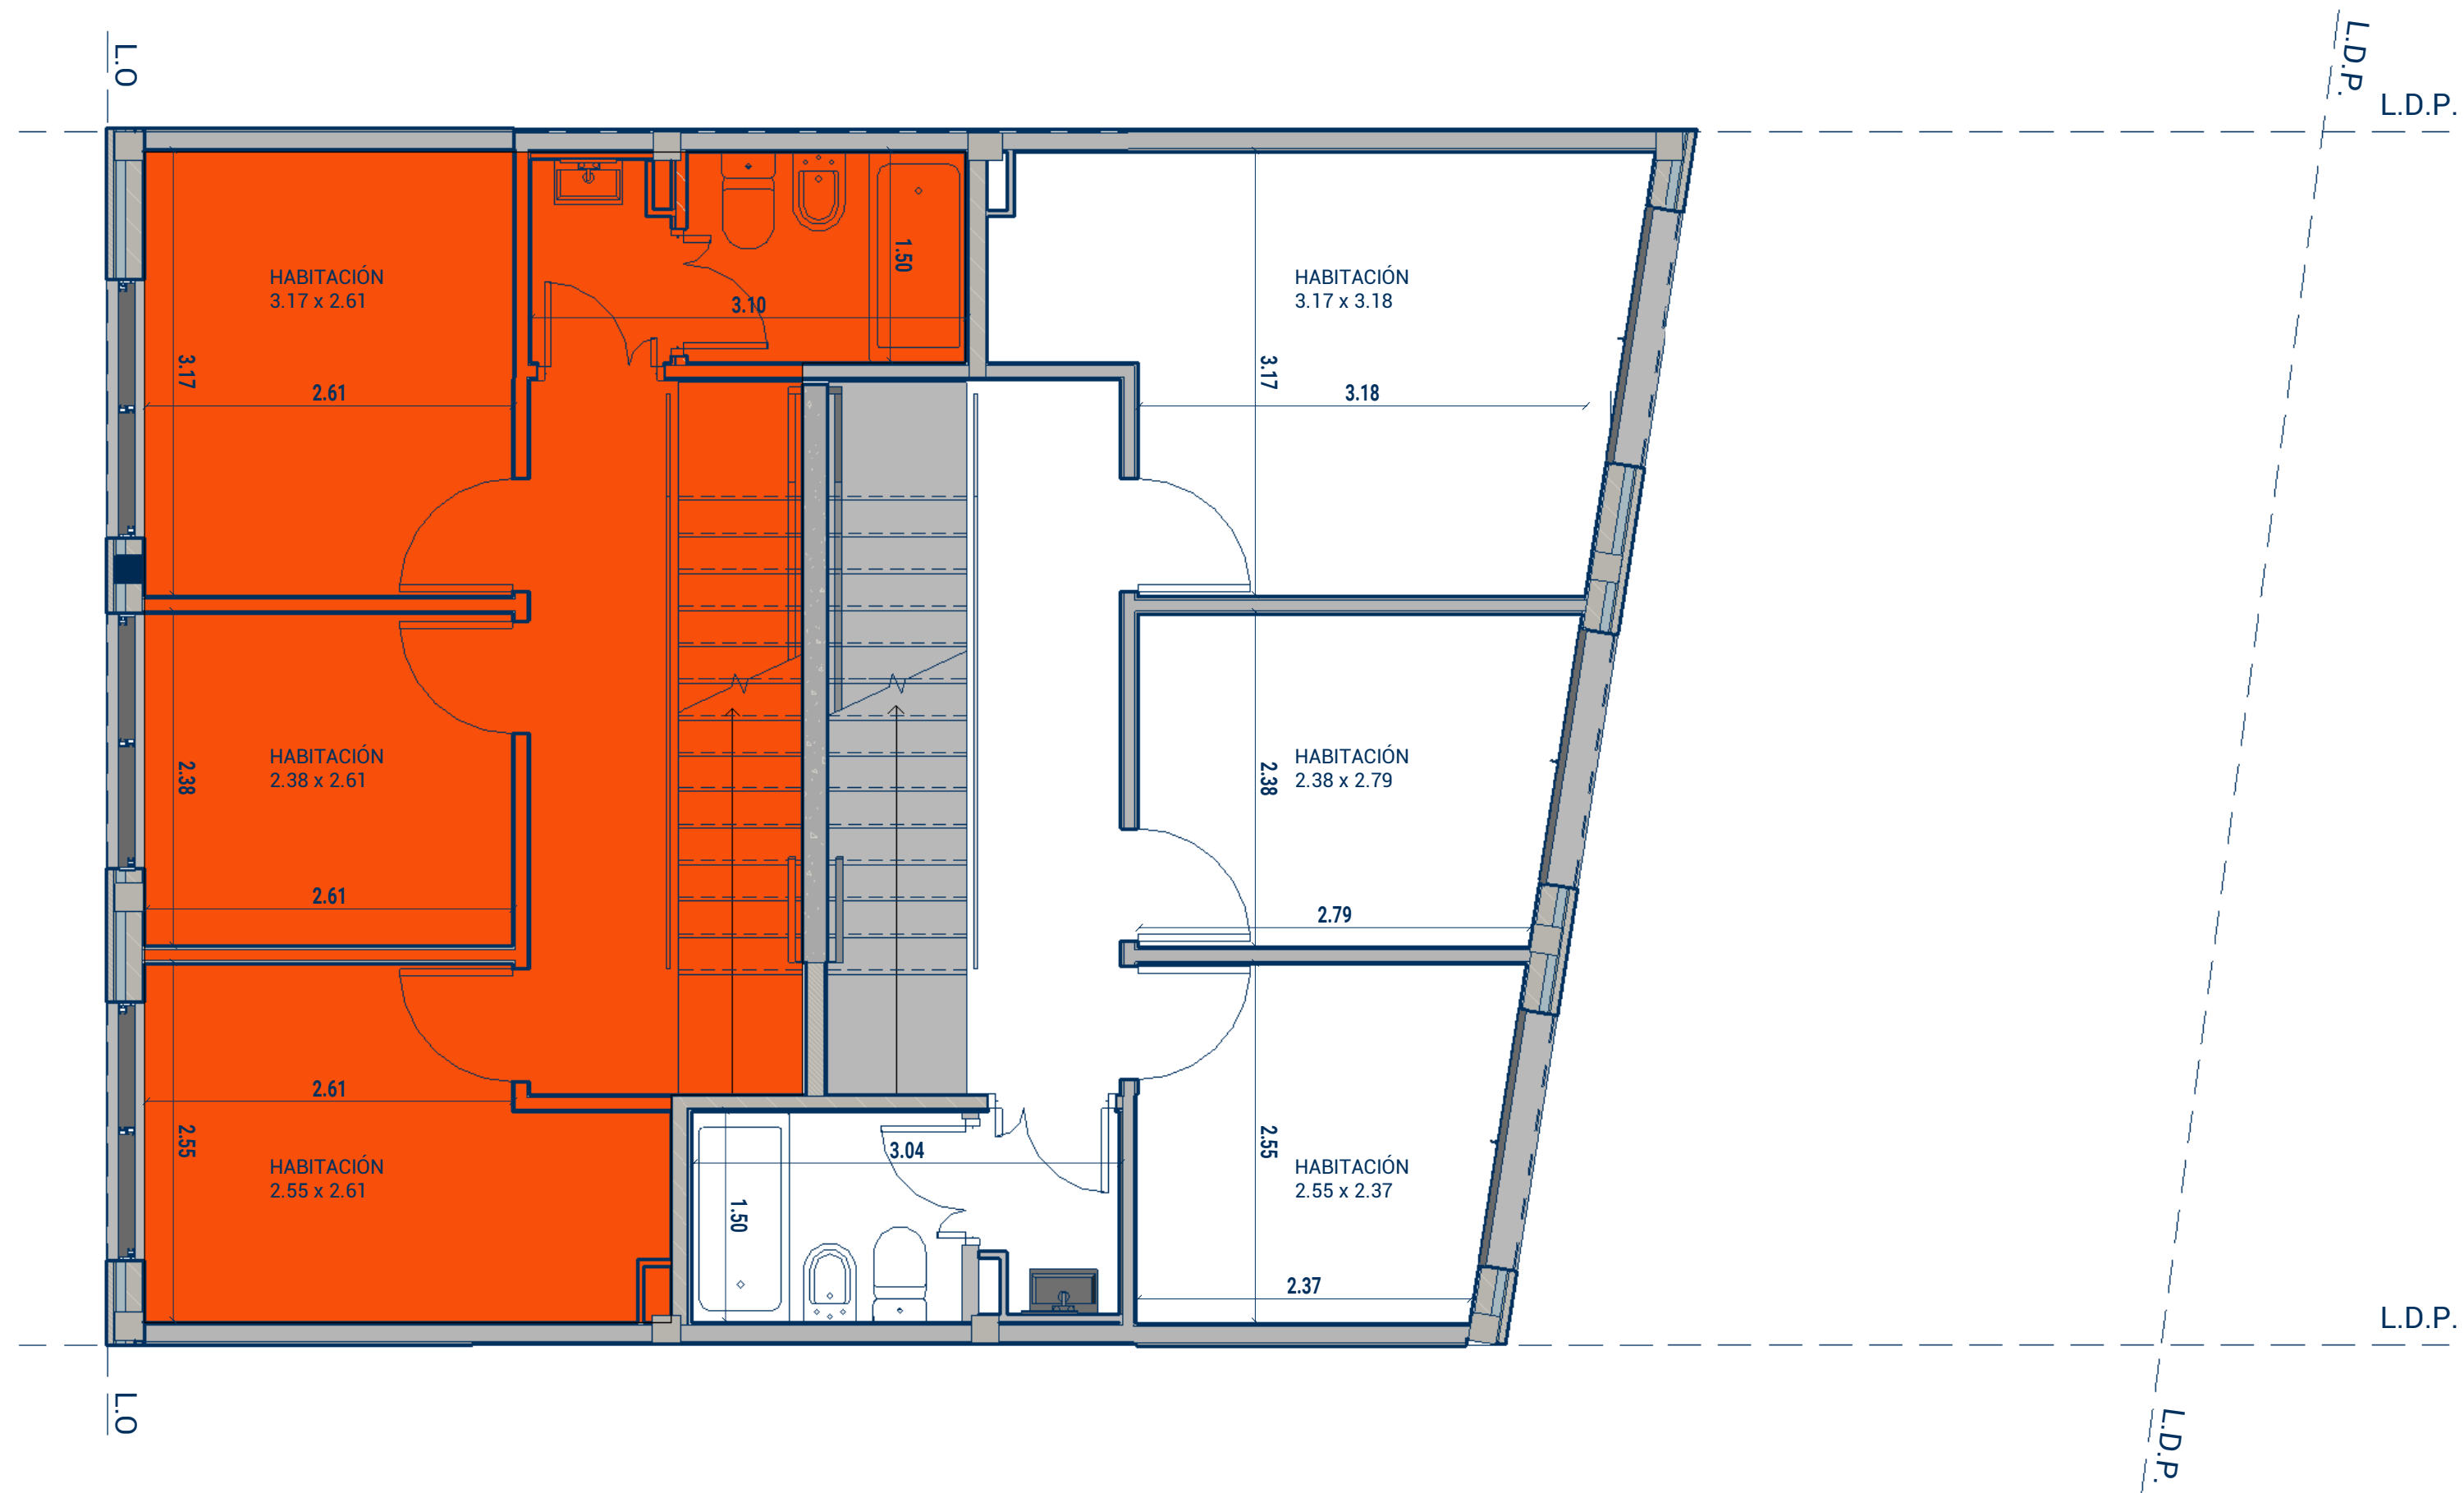 L.O
L.D.P.
L.D.P.
HABITACIÓN
3.17 x 2.61
3.17
2.61
1.50
3.10
HABITACIÓN
3.17 x 3.18
3.17
3.18
HABITACIÓN
2.38 x 2.61
2.38
2.61
HABITACIÓN
2.38 x 2.79
2.38
2.79
2.61
2.55
HABITACIÓN
2.55 x 2.61
3.04
1.50
2.55
HABITACIÓN
2.55 x 2.37
2.37
L.D.P.
L.O
L.D.P.